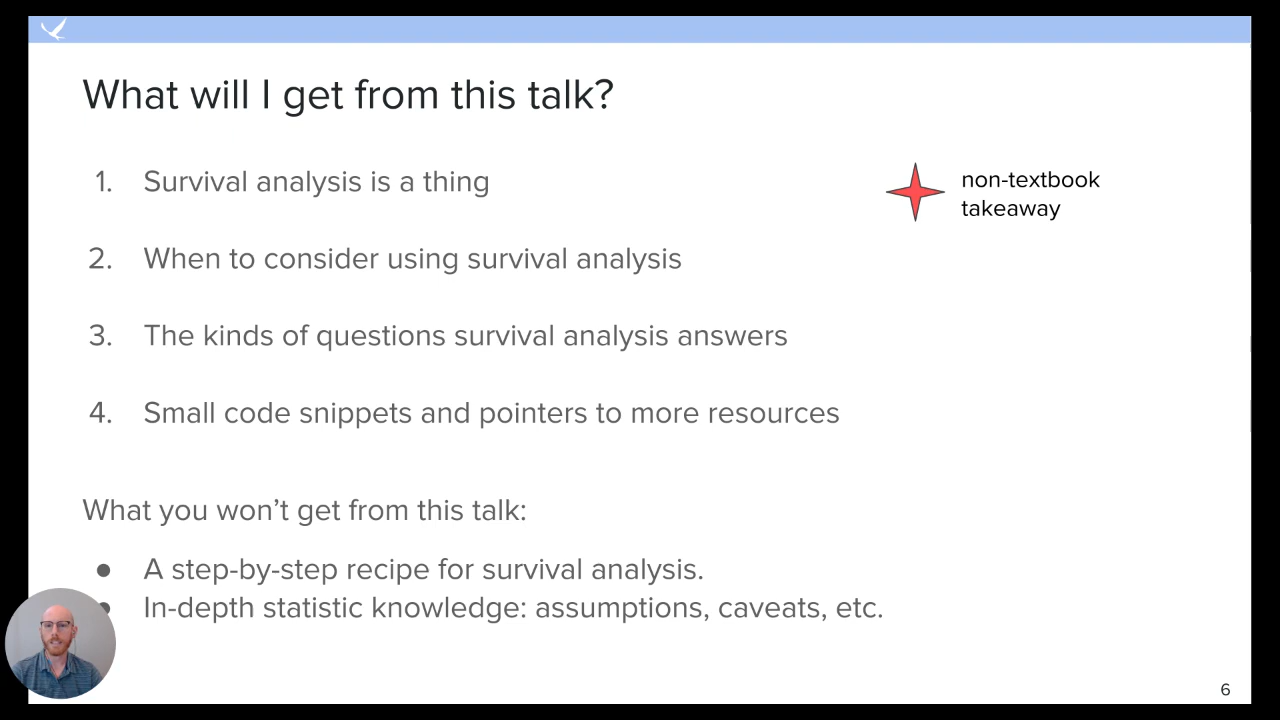 What will I get from this talk?
1. Survival analysis is a thing
non-textbook
takeaway
2. When to consider using survival analysis
3. The kinds of questions survival analysis answers
4. Small code snippets and pointers to more resources
What you won’t get from this talk:
● A step-by-step recipe for survival analysis.
● In-depth statistic knowledge: assumptions, caveats, etc.
6